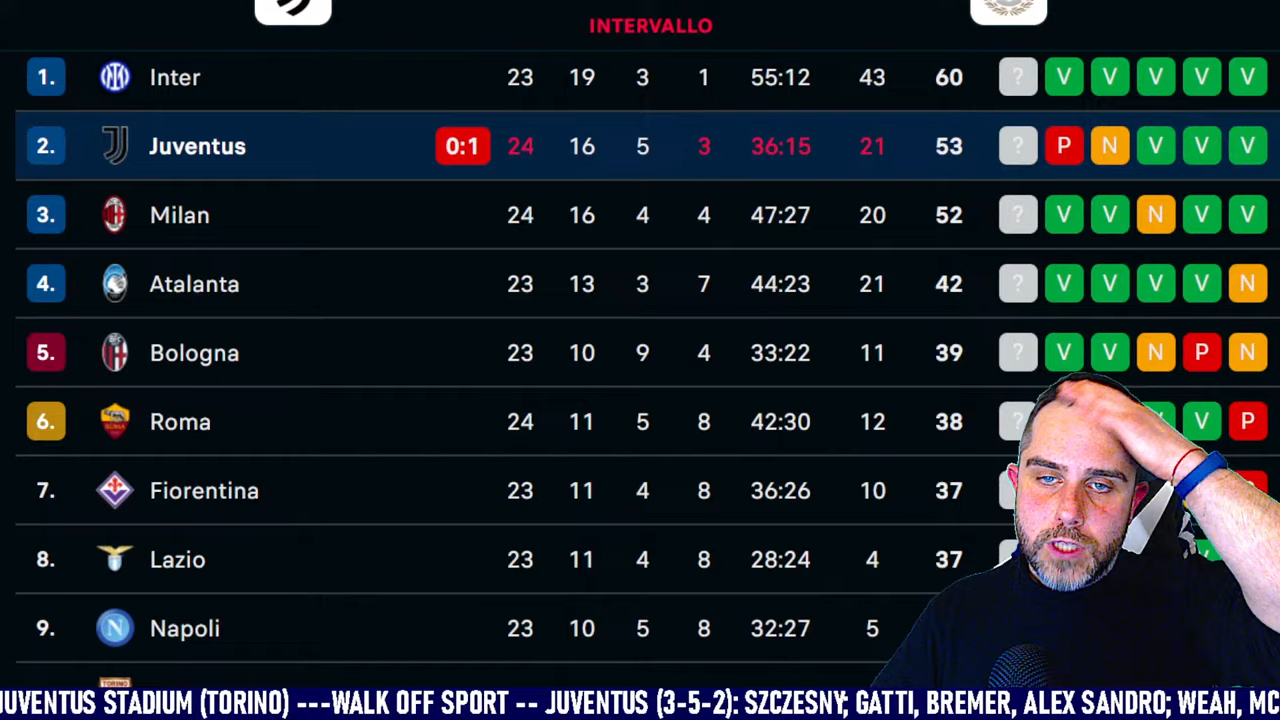 INTERVALLO
1. Inter 23 19 3 1 55:12 43 60 ? V V V V V
2. Juventus 0:1 24 16 5 3 36:15 21 53 ? P N V V V
3. Milan 24 16 4 4 47:27 20 52 ? V V N V V
4. Atalanta 23 13 3 7 44:23 21 42 ? V V V V N
5. Bologna 23 10 9 4 33:22 11 39 ? V V N P N
6. Roma 24 11 5 8 42:30 12 38 ? V V P
7. Fiorentina 23 11 4 8 36:26 10 37
8. Lazio 23 11 4 8 28:24 4 37
9. Napoli 23 10 5 8 32:27 5
JUVENTUS STADIUM (TORINO) ---WALK OFF SPORT -- JUVENTUS (3-5-2): SZCZESNY; GATTI, BREMER, ALEX SANDRO; WEAH, MC